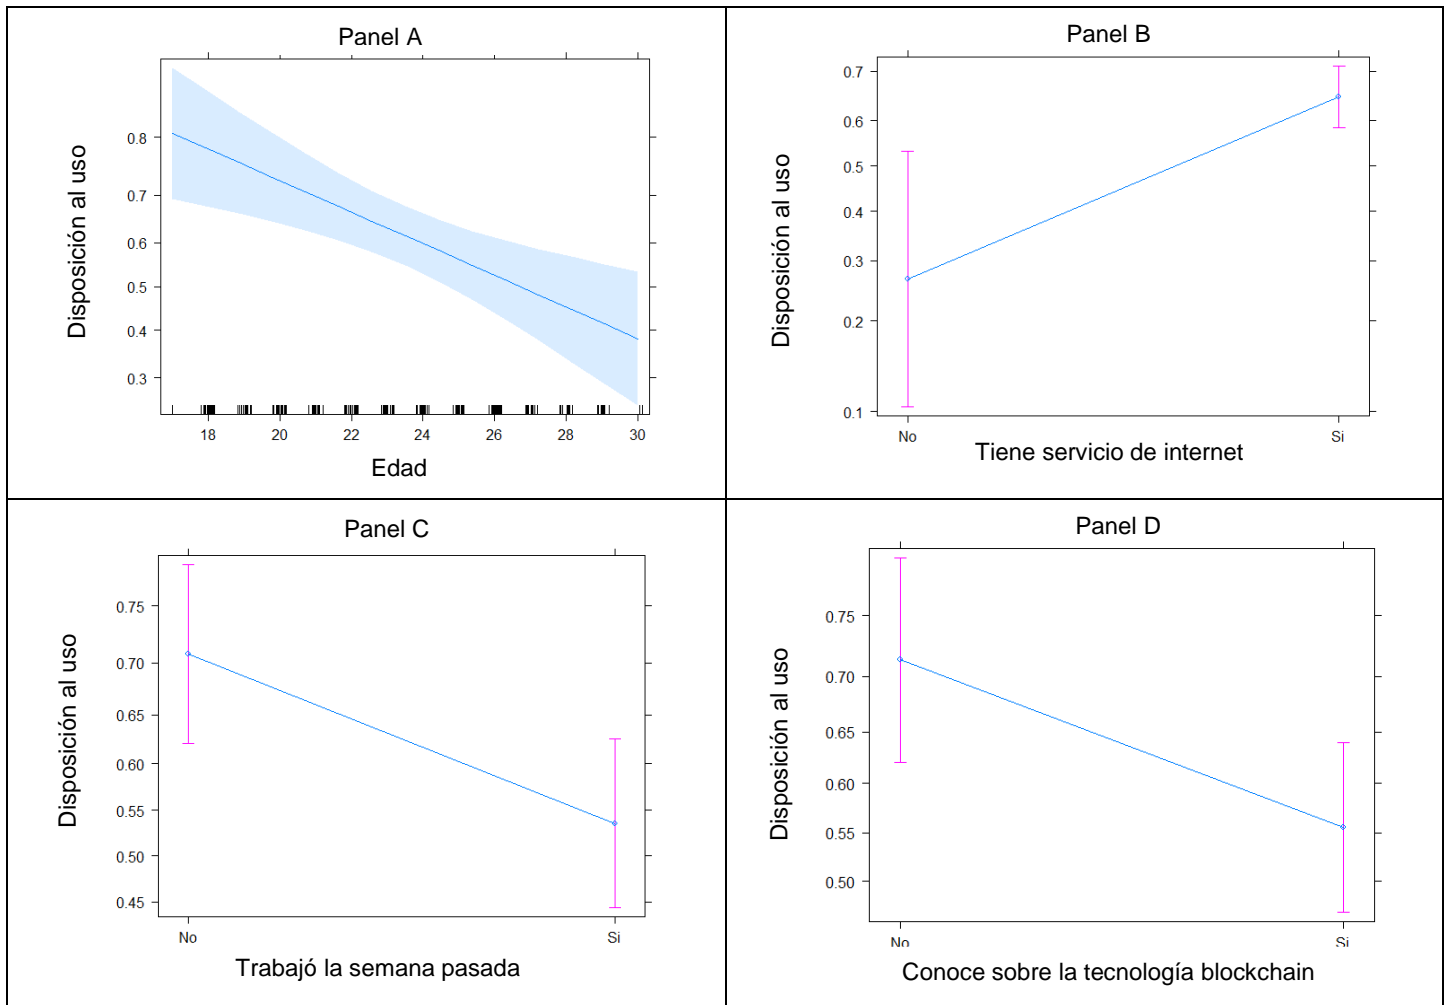 Panel A
Disposición al uso
0.8
0.7
0.6
0.5
0.4
0.3
18 20 22 24 26 28 30
Edad
Panel B
Disposición al uso
0.7
0.6
0.5
0.4
0.3
0.2
0.1
No Si
Tiene servicio de internet
Panel C
Disposición al uso
0.75
0.70
0.65
0.60
0.55
0.50
0.45
No Si
Trabajó la semana pasada
Panel D
Disposición al uso
0.75
0.70
0.65
0.60
0.55
0.50
No Si
Conoce sobre la tecnología blockchain